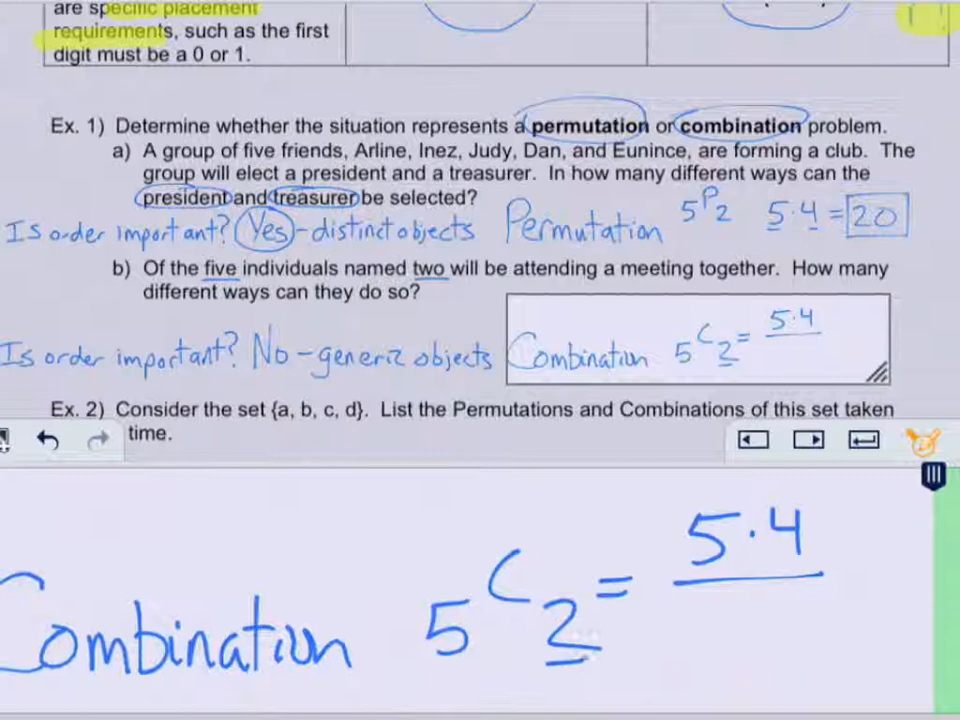 are specific placement
requirements, such as the first
digit must be a 0 or 1.
Ex. 1) Determine whether the situation represents a permutation or combination problem.
a) A group of five friends, Arline, Inez, Judy, Dan, and Eunince, are forming a club. The
group will elect a president and a treasurer. In how many different ways can the
president and treasurer be selected?
Is order important? Yes - distinct objects Permutation 5P2 5·4 = 20
b) Of the five individuals named two will be attending a meeting together. How many
different ways can they do so?
Is order important? No - generic objects Combination 5C2 = 5·4
Ex. 2) Consider the set {a, b, c, d}. List the Permutations and Combinations of this set taken
time.
Combination 5C2 = 5·4